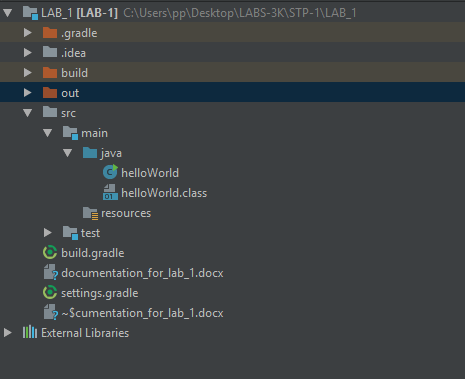 LAB_1 [LAB-1] C:\Users\pp\Desktop\LABS-3K\STP-1\LAB_1
.gradle
.idea
build
out
src
main
java
helloWorld
helloWorld.class
resources
test
build.gradle
documentation_for_lab_1.docx
settings.gradle
~$cumentation_for_lab_1.docx
External Libraries